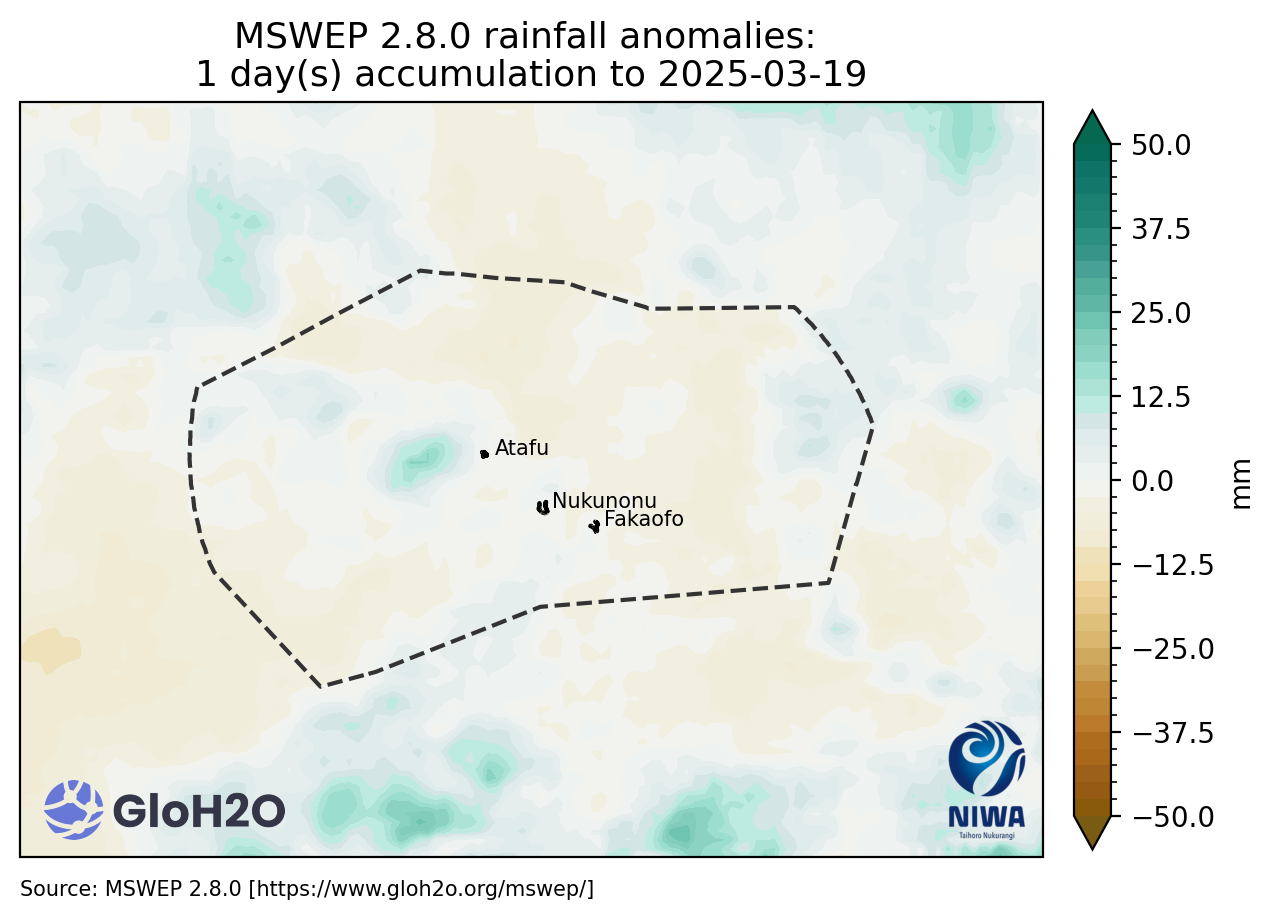 MSWEP 2.8.0 rainfall anomalies:
1 day(s) accumulation to 2025-03-19
50.0
37.5
25.0
12.5
0.0
−12.5
−25.0
−37.5
−50.0
mm
Atafu
Nukunonu
Fakaofo
GloH2O
NIWA
Taihoro Nukurangi
Source: MSWEP 2.8.0 [https://www.gloh2o.org/mswep/]